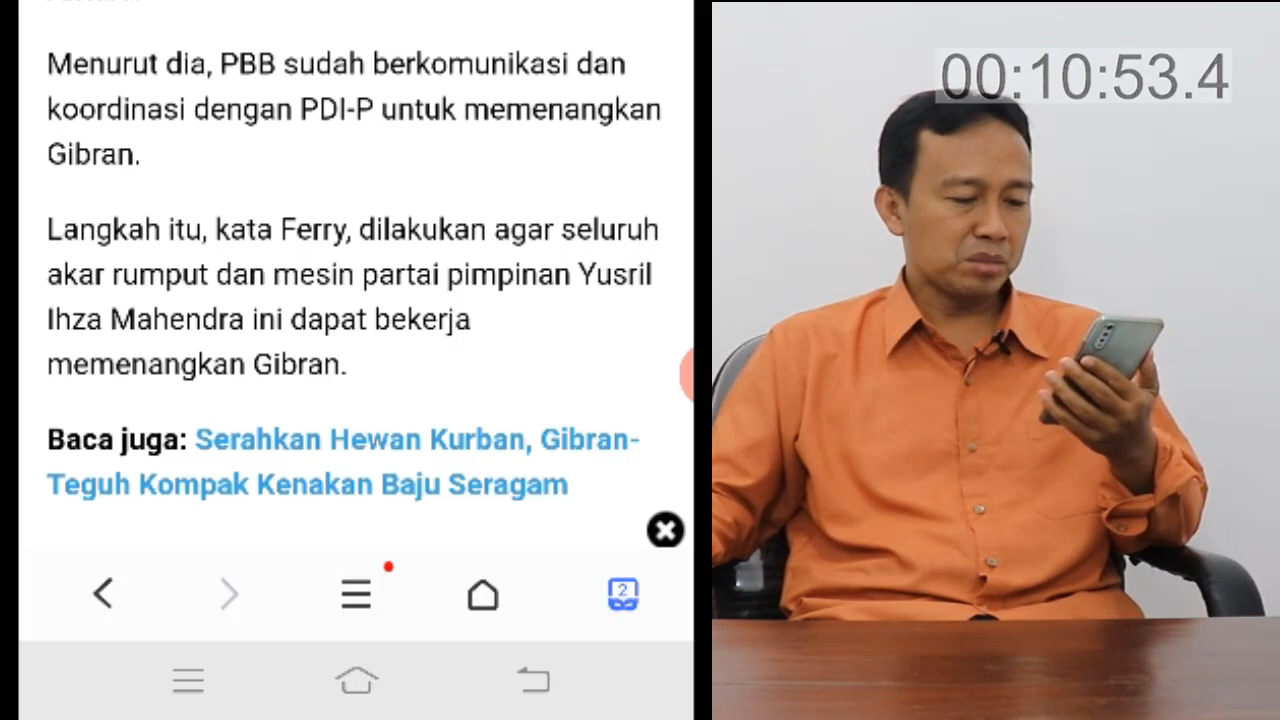 Menurut dia, PBB sudah berkomunikasi dan
koordinasi dengan PDI-P untuk memenangkan
Gibran.
Langkah itu, kata Ferry, dilakukan agar seluruh
akar rumput dan mesin partai pimpinan Yusril
Ihza Mahendra ini dapat bekerja
memenangkan Gibran.
Baca juga: Serahkan Hewan Kurban, Gibran-
Teguh Kompak Kenakan Baju Seragam
2
00:10:53.4